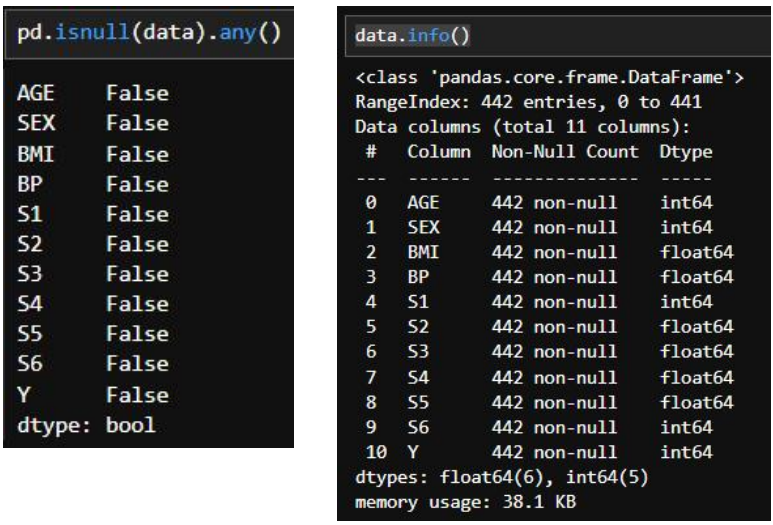 pd.isnull(data).any()
AGE False
SEX False
BMI False
BP False
S1 False
S2 False
S3 False
S4 False
S5 False
S6 False
Y False
dtype: bool
data.info()
<class 'pandas.core.frame.DataFrame'>
RangeIndex: 442 entries, 0 to 441
Data columns (total 11 columns):
# Column Non-Null Count Dtype
--- ------ -------------- -----
0 AGE 442 non-null int64
1 SEX 442 non-null int64
2 BMI 442 non-null float64
3 BP 442 non-null float64
4 S1 442 non-null int64
5 S2 442 non-null float64
6 S3 442 non-null float64
7 S4 442 non-null float64
8 S5 442 non-null float64
9 S6 442 non-null int64
10 Y 442 non-null int64
dtypes: float64(6), int64(5)
memory usage: 38.1 KB